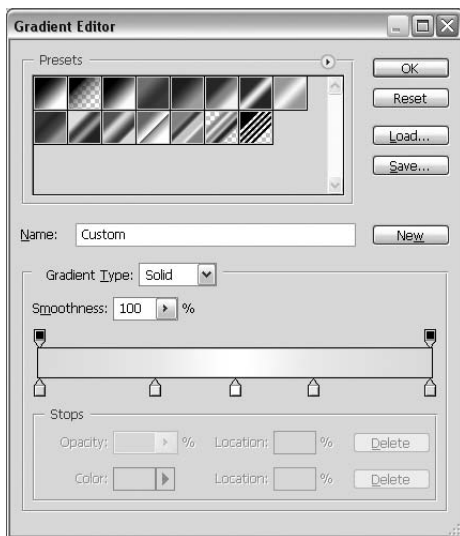 Gradient Editor
Presets
OK
Reset
Load...
Save...
Name: Custom
New
Gradient Type: Solid
Smoothness: 100 %
Stops
Opacity: % Location: % Delete
Color: Location: % Delete